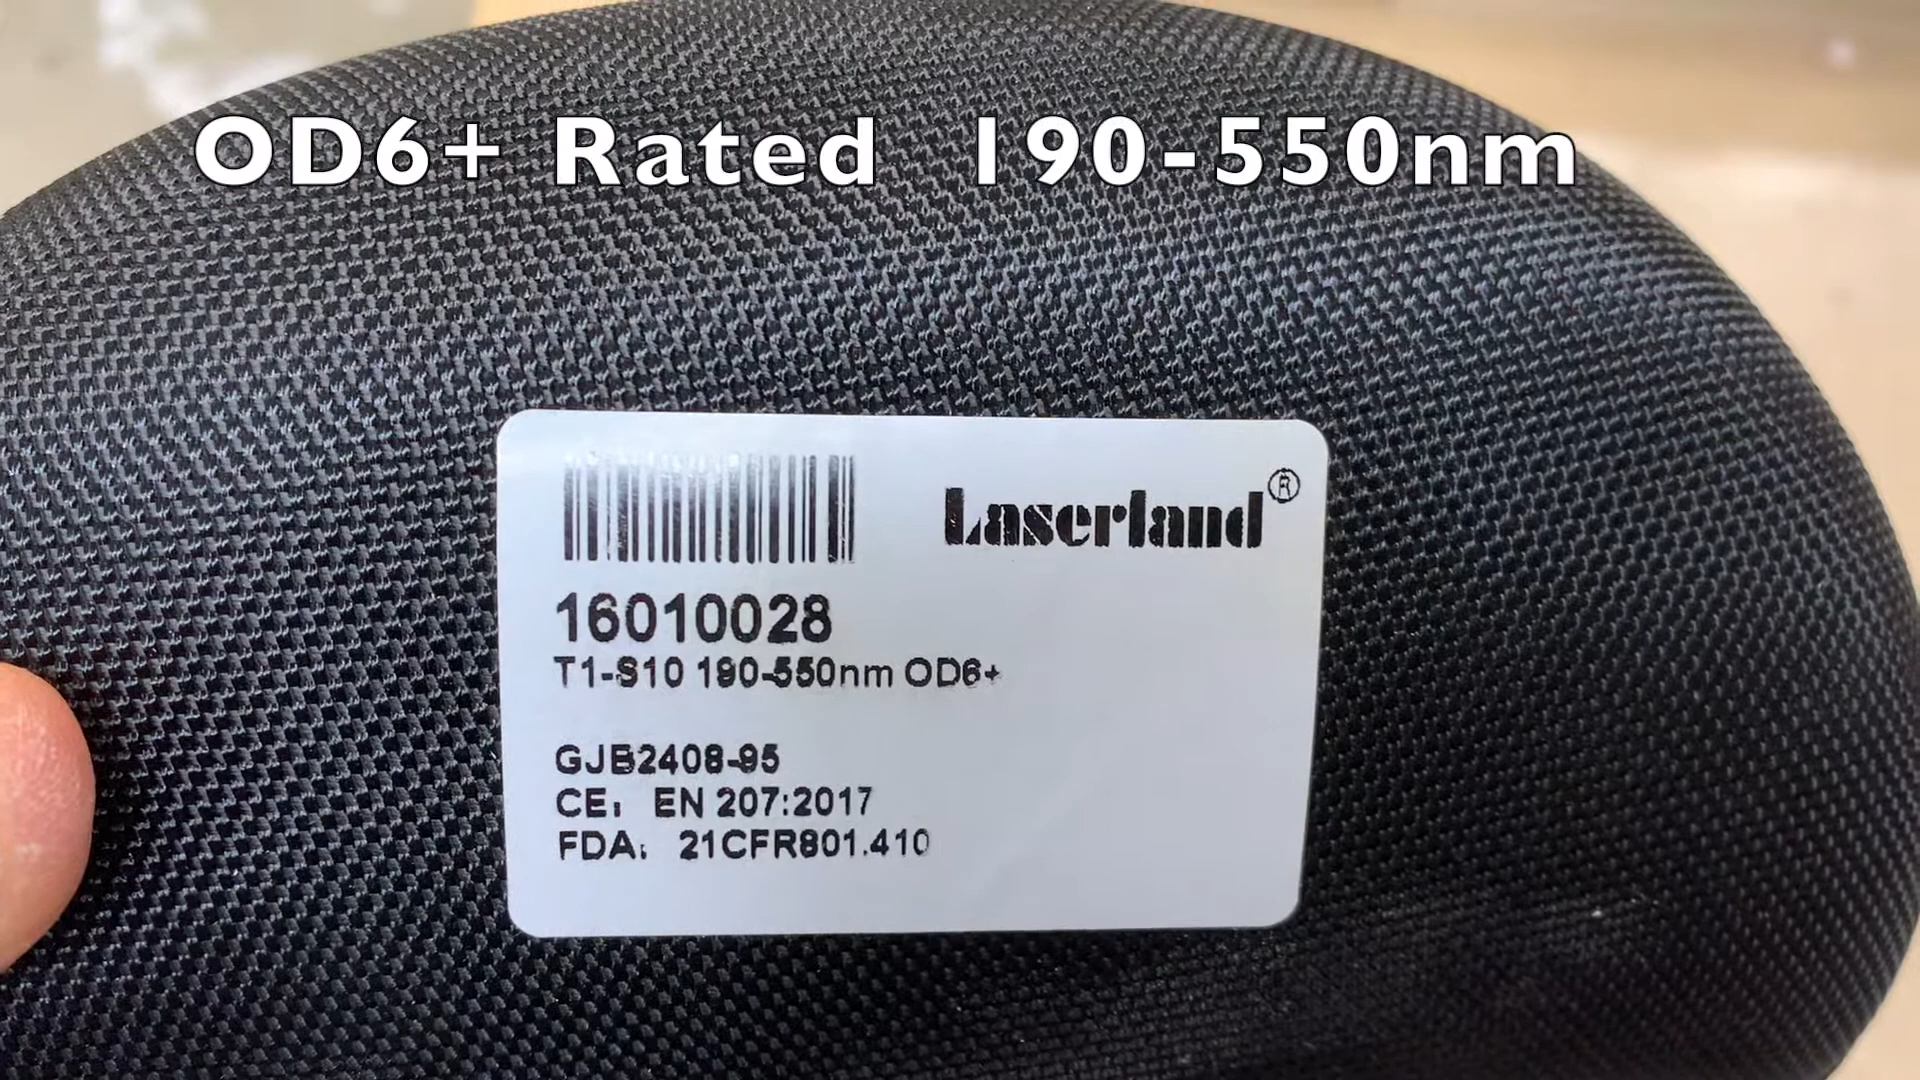 OD6+ Rated 190-550nm
Laserland®
16010028
T1-S10 190-550nm OD6+
GJB2408-95
CE: EN 207:2017
FDA: 21CFR801.410